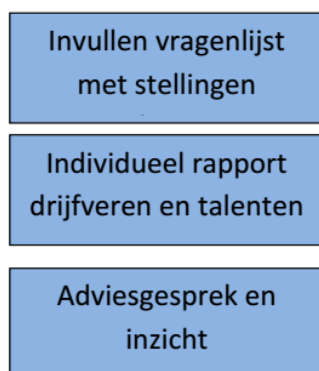 Invullen vragenlijst
met stellingen
Individueel rapport
drijfveren en talenten
Adviesgesprek en
inzicht